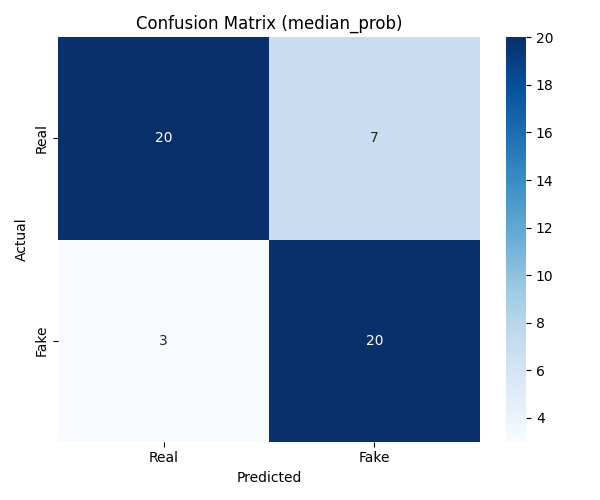 Confusion Matrix (median_prob)
Actual
Real
20
7
Fake
3
20
Real
Fake
Predicted
20
18
16
14
12
10
8
6
4